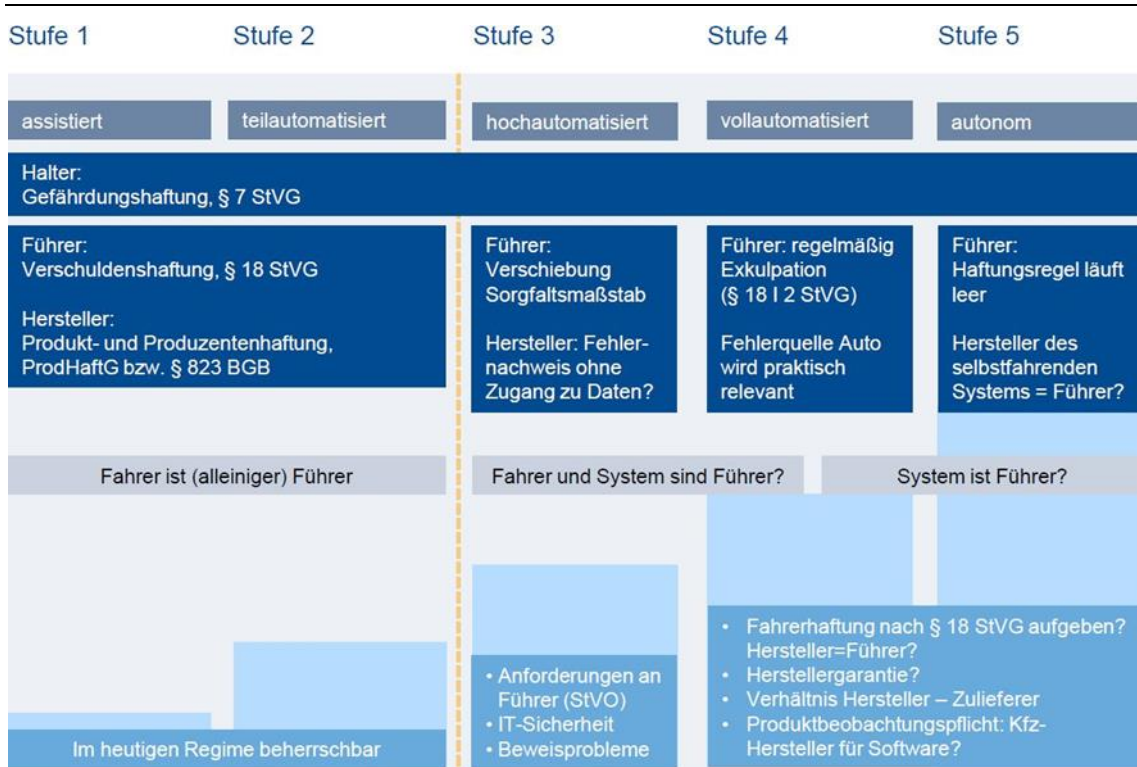 Stufe 1
Stufe 2
Stufe 3
Stufe 4
Stufe 5
assistiert
teilautomatisiert
hochautomatisiert
vollautomatisiert
autonom
Halter:
Gefährdungshaftung, § 7 StVG
Führer:
Verschuldenshaftung, § 18 StVG
Hersteller:
Produkt- und Produzentenhaftung,
ProdHaftG bzw. § 823 BGB
Führer:
Verschiebung
Sorgfaltsmaßstab
Hersteller: Fehler-
nachweis ohne
Zugang zu Daten?
Führer: regelmäßig
Exkulpation
(§ 18 I 2 StVG)
Fehlerquelle Auto
wird praktisch
relevant
Führer:
Haftungsregel läuft
leer
Hersteller des
selbstfahrenden
Systems = Führer?
Fahrer ist (alleiniger) Führer
Fahrer und System sind Führer?
System ist Führer?
Im heutigen Regime beherrschbar
• Anforderungen an
Führer (StVO)
• IT-Sicherheit
• Beweisprobleme
• Fahrerhaftung nach § 18 StVG aufgeben?
Hersteller=Führer?
• Herstellergarantie?
• Verhältnis Hersteller – Zulieferer
• Produktbeobachtungspflicht: Kfz-
Hersteller für Software?